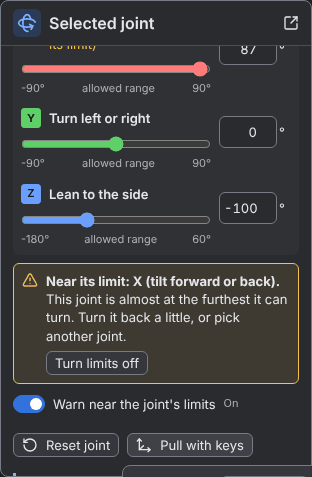 Selected joint
its limit)
87 °
-90° allowed range 90°
Y Turn left or right
0 °
-90° allowed range 90°
Z Lean to the side
-100 °
-180° allowed range 60°
Near its limit: X (tilt forward or back).
This joint is almost at the furthest it can
turn. Turn it back a little, or pick
another joint.
Turn limits off
Warn near the joint's limits On
Reset joint Pull with keys